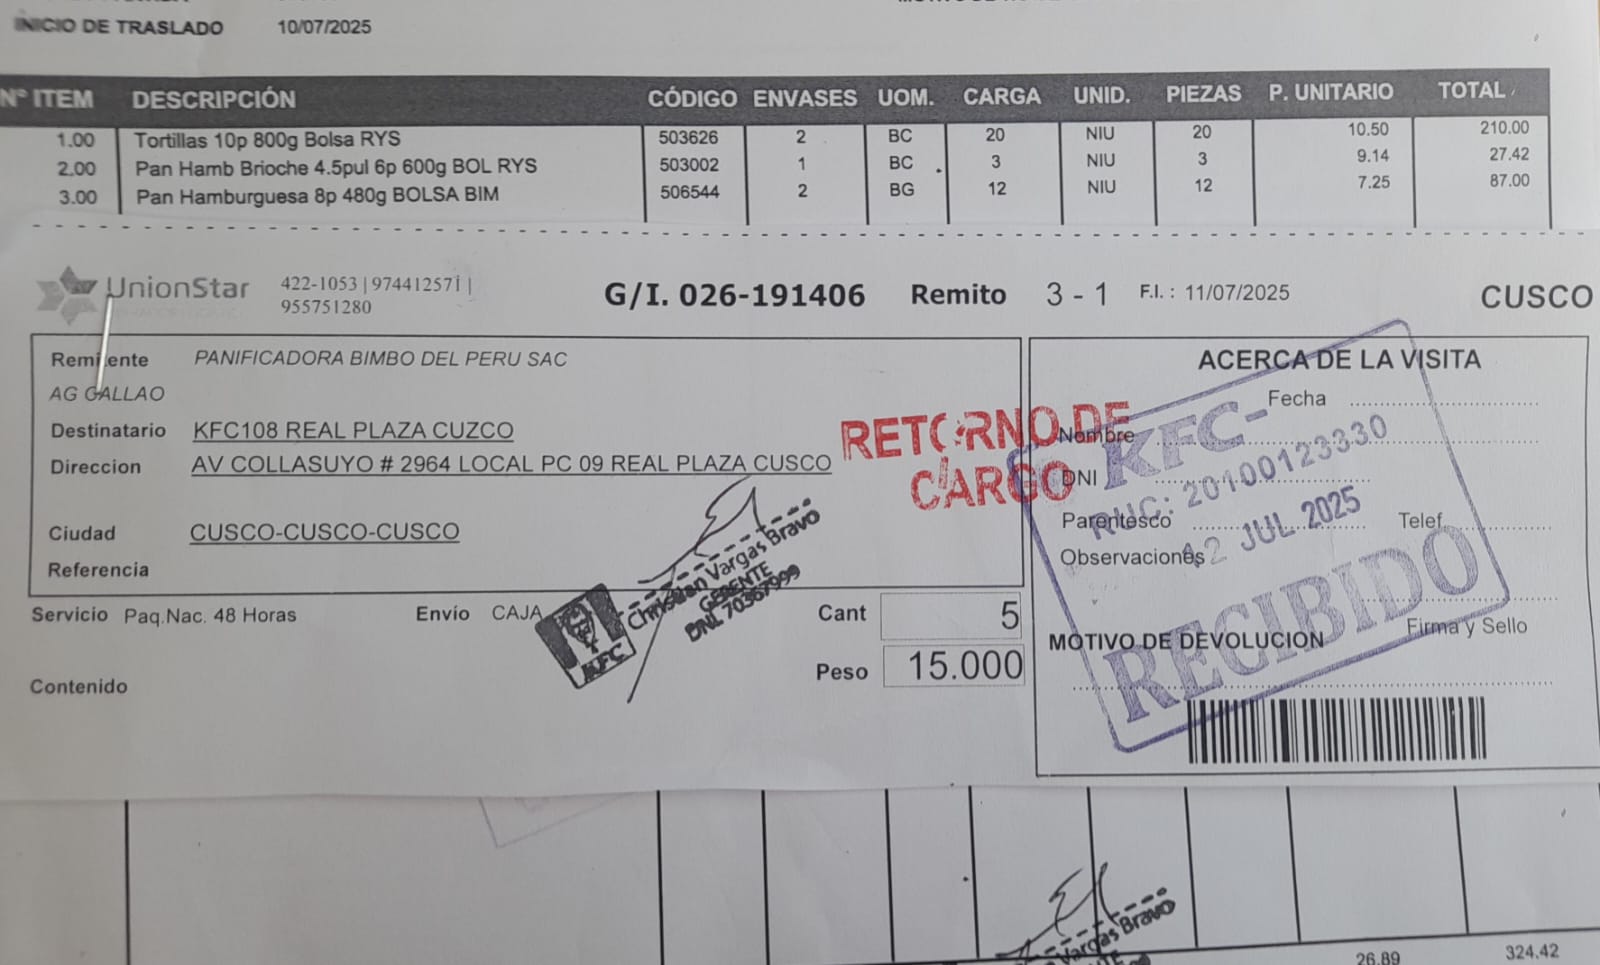 INICIO DE TRASLADO 10/07/2025
N° ITEM DESCRIPCIÓN CÓDIGO ENVASES UOM. CARGA UNID. PIEZAS P. UNITARIO TOTAL
1.00 Tortillas 10p 800g Bolsa RYS 503626 2 BC 20 NIU 20 10.50 210.00
2.00 Pan Hamb Brioche 4.5pul 6p 600g BOL RYS 503002 1 BC 3 NIU 3 9.14 27.42
3.00 Pan Hamburguesa 8p 480g BOLSA BIM 506544 2 BG 12 NIU 12 7.25 87.00
UnionStar 422-1053 | 974412571 |
955751280
G/I. 026-191406 Remito 3 - 1 F.I. : 11/07/2025 CUSCO
Remitente PANIFICADORA BIMBO DEL PERU SAC
AG GALLAO
Destinatario KFC108 REAL PLAZA CUZCO
Direccion AV COLLASUYO # 2964 LOCAL PC 09 REAL PLAZA CUSCO
Ciudad CUSCO-CUSCO-CUSCO
Referencia
RETORNO DE
CARGO
ACERCA DE LA VISITA
Fecha
Nombre
DNI
Parentesco Telef.
Observaciones
Firma y Sello
MOTIVO DE DEVOLUCION
KFC-
RUC: 20100123330
12 JUL 2025
RECIBIDO
Servicio Paq.Nac. 48 Horas Envío CAJA Cant 5
Peso 15.000
Contenido
KFC
Christian Vargas Bravo
GERENTE
DNI. 70367999
Vargas Bravo
26.89 324.42